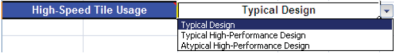 High-Speed Tile Usage
Typical Design
Typical Design
Typical High-Performance Design
Atypical High-Performance Design